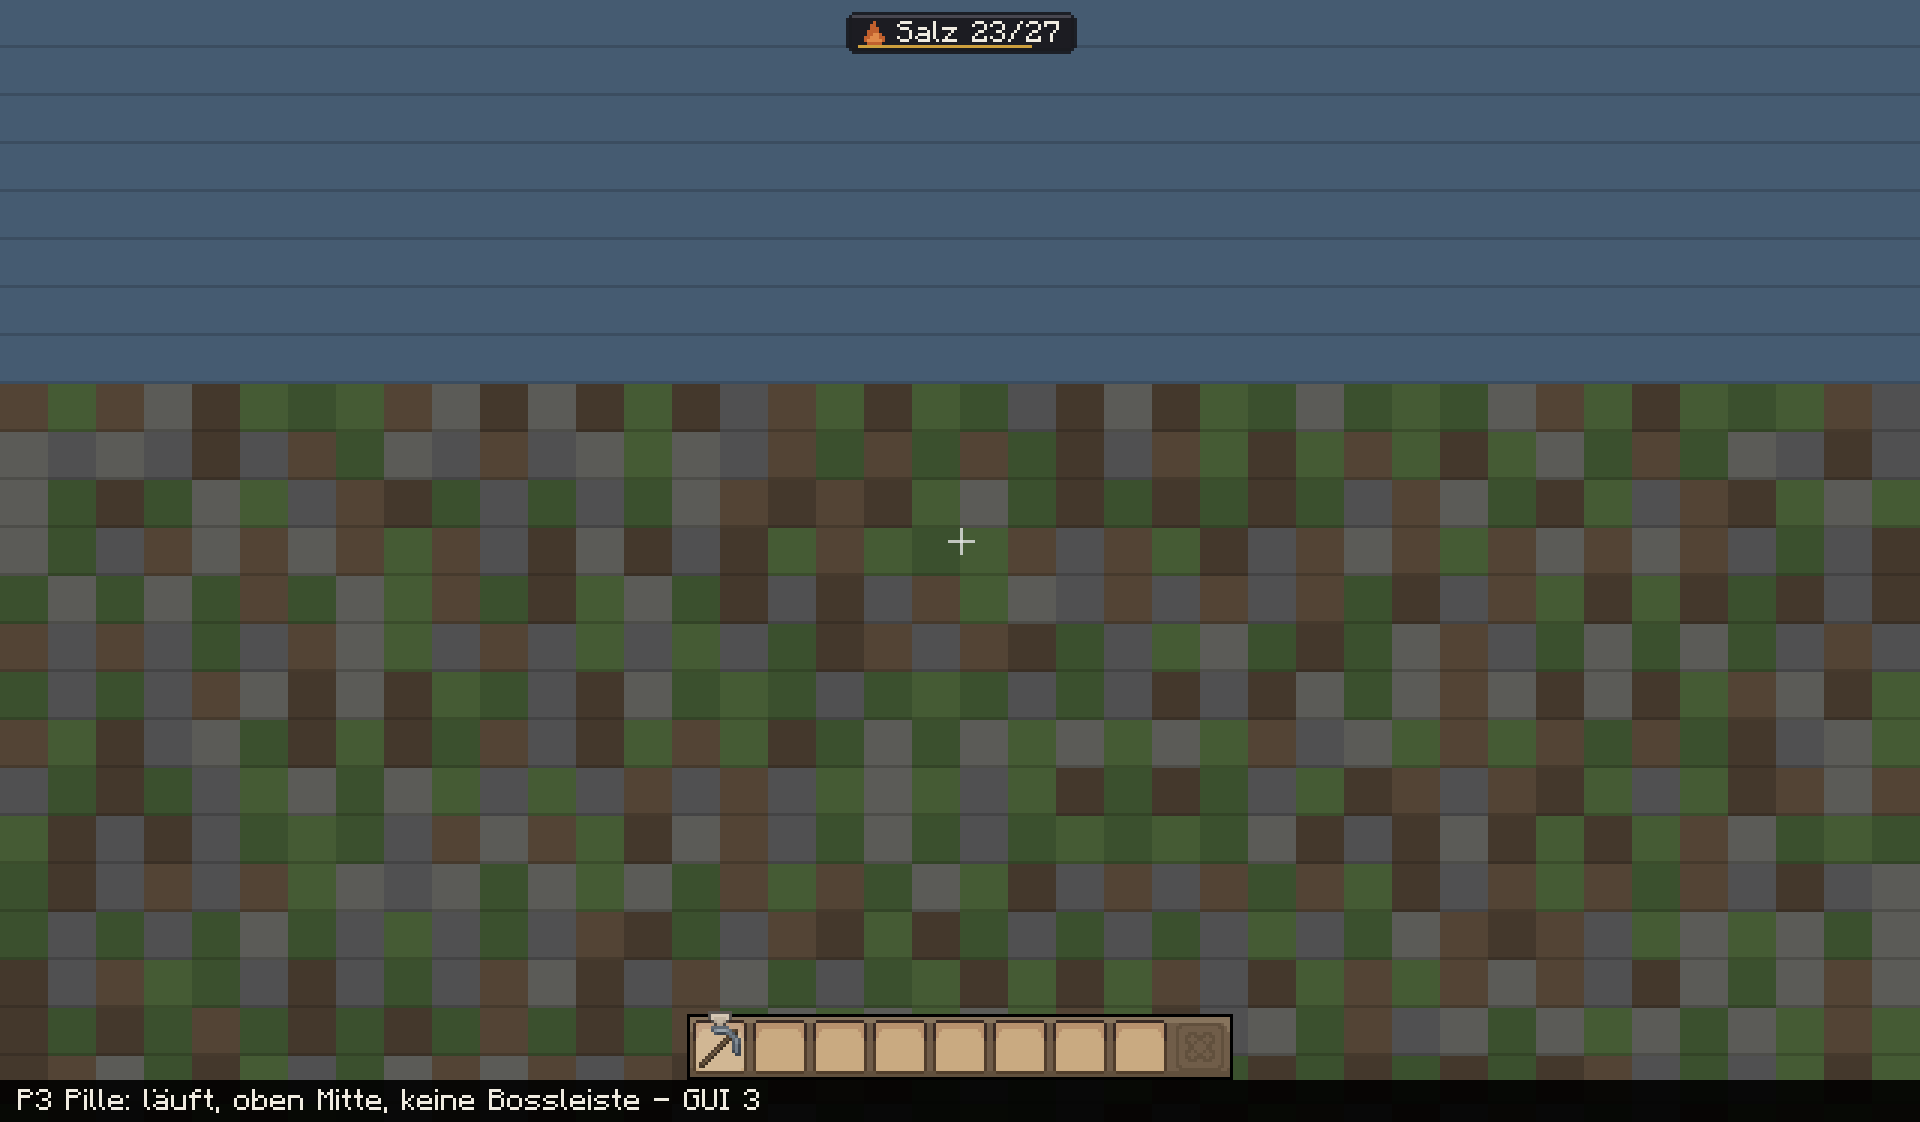 Salz 23/27
P3 Pille: läuft, oben Mitte, keine Bossleiste – GUI 3